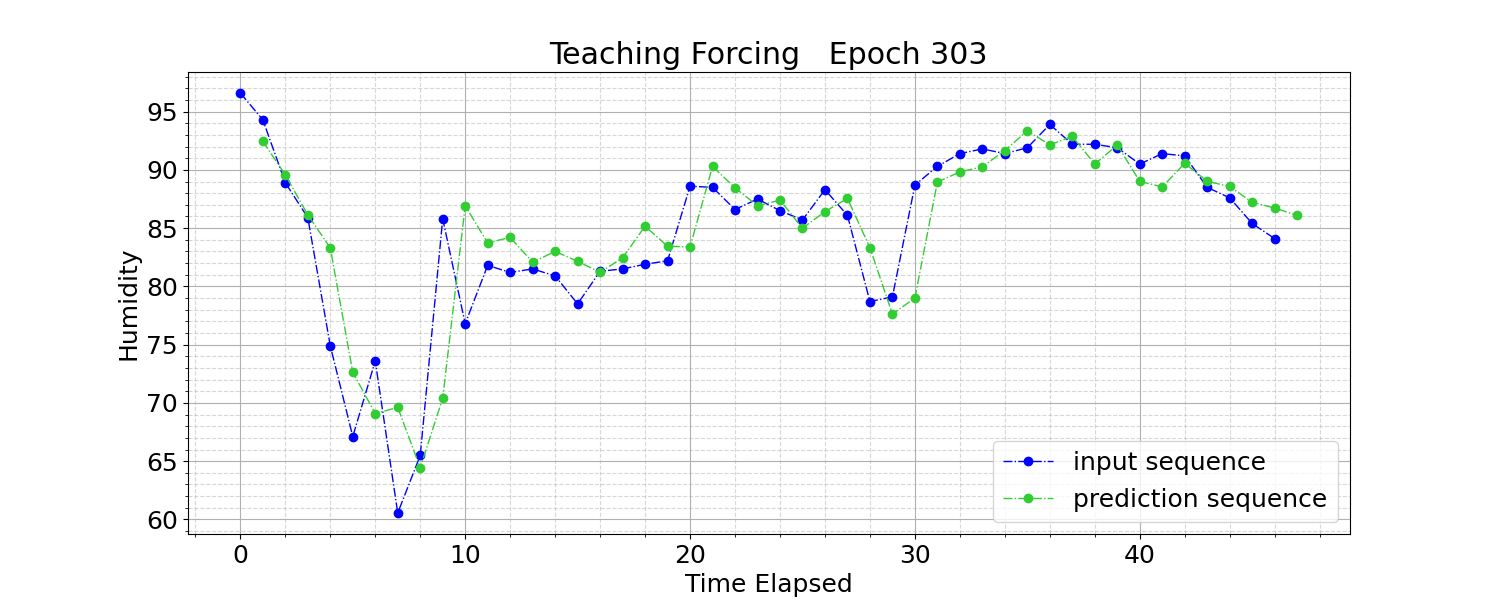 Teaching Forcing   Epoch 303
95
90
85
80
75
70
65
60
Humidity
0 10 20 30 40
Time Elapsed
input sequence
prediction sequence